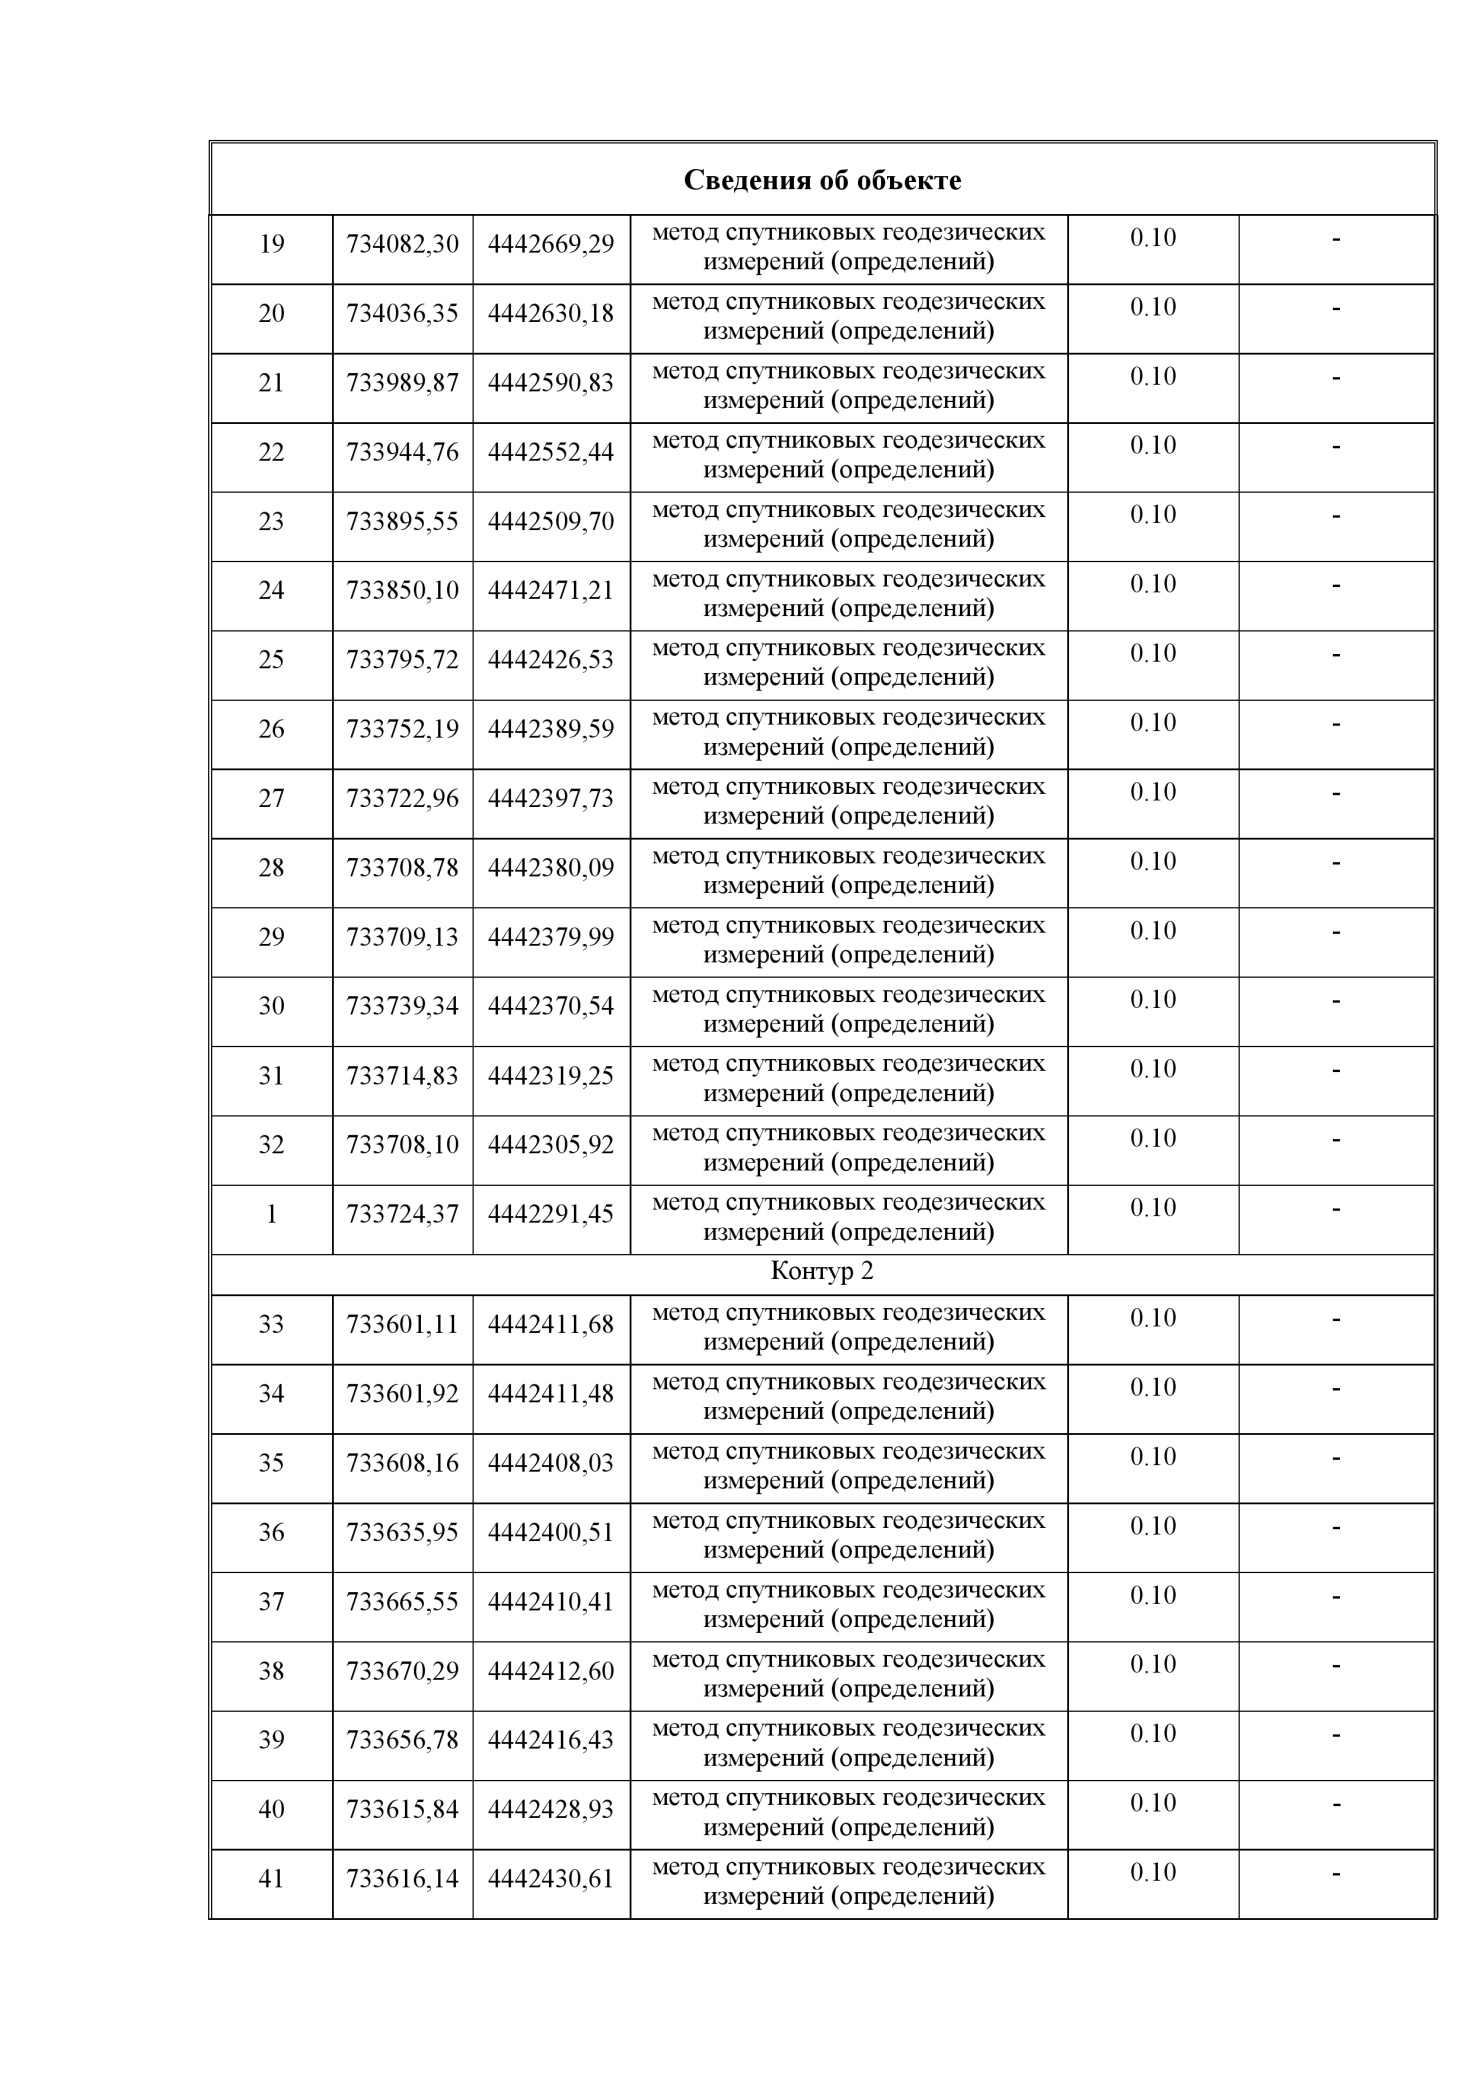 Сведения об объекте
19 734082,30 4442669,29 метод спутниковых геодезических измерений (определений) 0.10 -
20 734036,35 4442630,18 метод спутниковых геодезических измерений (определений) 0.10 -
21 733989,87 4442590,83 метод спутниковых геодезических измерений (определений) 0.10 -
22 733944,76 4442552,44 метод спутниковых геодезических измерений (определений) 0.10 -
23 733895,55 4442509,70 метод спутниковых геодезических измерений (определений) 0.10 -
24 733850,10 4442471,21 метод спутниковых геодезических измерений (определений) 0.10 -
25 733795,72 4442426,53 метод спутниковых геодезических измерений (определений) 0.10 -
26 733752,19 4442389,59 метод спутниковых геодезических измерений (определений) 0.10 -
27 733722,96 4442397,73 метод спутниковых геодезических измерений (определений) 0.10 -
28 733708,78 4442380,09 метод спутниковых геодезических измерений (определений) 0.10 -
29 733709,13 4442379,99 метод спутниковых геодезических измерений (определений) 0.10 -
30 733739,34 4442370,54 метод спутниковых геодезических измерений (определений) 0.10 -
31 733714,83 4442319,25 метод спутниковых геодезических измерений (определений) 0.10 -
32 733708,10 4442305,92 метод спутниковых геодезических измерений (определений) 0.10 -
1 733724,37 4442291,45 метод спутниковых геодезических измерений (определений) 0.10 -
Контур 2
33 733601,11 4442411,68 метод спутниковых геодезических измерений (определений) 0.10 -
34 733601,92 4442411,48 метод спутниковых геодезических измерений (определений) 0.10 -
35 733608,16 4442408,03 метод спутниковых геодезических измерений (определений) 0.10 -
36 733635,95 4442400,51 метод спутниковых геодезических измерений (определений) 0.10 -
37 733665,55 4442410,41 метод спутниковых геодезических измерений (определений) 0.10 -
38 733670,29 4442412,60 метод спутниковых геодезических измерений (определений) 0.10 -
39 733656,78 4442416,43 метод спутниковых геодезических измерений (определений) 0.10 -
40 733615,84 4442428,93 метод спутниковых геодезических измерений (определений) 0.10 -
41 733616,14 4442430,61 метод спутниковых геодезических измерений (определений) 0.10 -